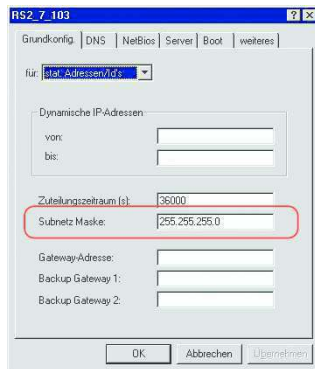 RS2_7_103
Grundkonfig. DNS NetBios Server Boot weiteres
für: stat. Adressen/Id's
Dynamische IP-Adressen
von:
bis:
Zuteilungszeitraum (s): 36000
Subnetz Maske: 255.255.255.0
Gateway-Adresse:
Backup Gateway 1:
Backup Gateway 2:
OK Abbrechen Übernehmen